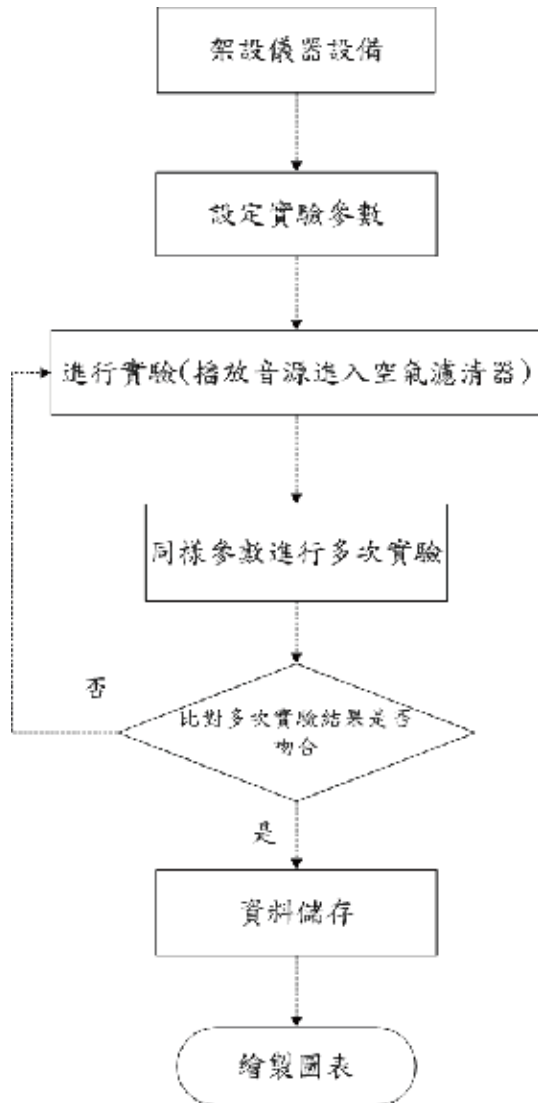 架設儀器設備
設定實驗參數
進行實驗(播放音源進入空氣濾清器)
同樣參數進行多次實驗
比對多次實驗結果是否
吻合
否
是
資料儲存
繪製圖表